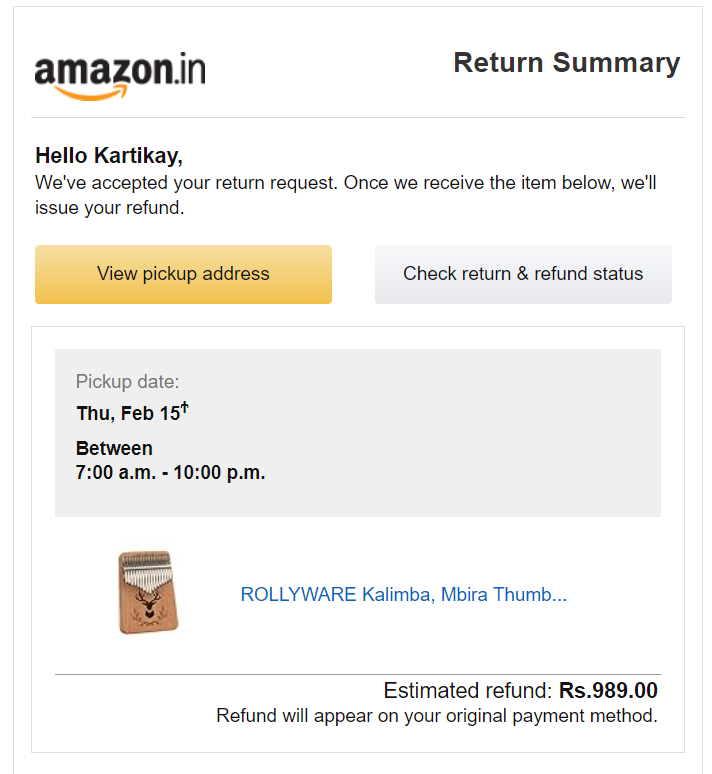 amazon.in
Return Summary
Hello Kartikay,
We've accepted your return request. Once we receive the item below, we'll
issue your refund.
View pickup address
Check return & refund status
Pickup date:
Thu, Feb 15†
Between
7:00 a.m. - 10:00 p.m.
ROLLYWARE Kalimba, Mbira Thumb...
Estimated refund: Rs.989.00
Refund will appear on your original payment method.